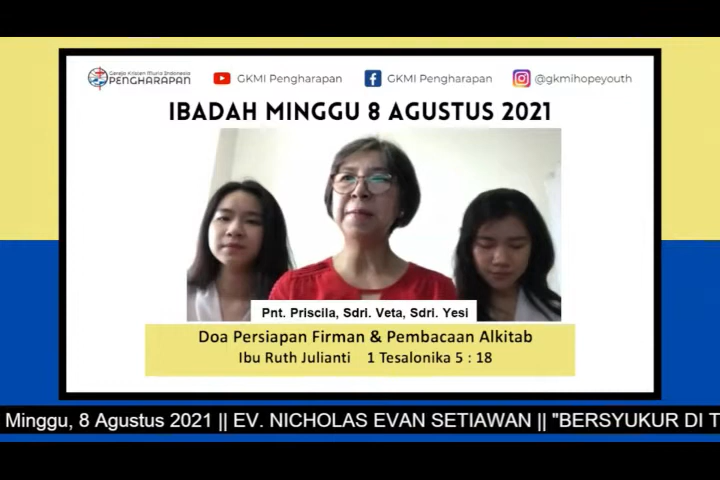 Gereja Kristen Muria Indonesia
PENGHARAPAN
GKMI Pengharapan
GKMI Pengharapan
@gkmihopeyouth
IBADAH MINGGU 8 AGUSTUS 2021
Pnt. Priscila, Sdri. Veta, Sdri. Yesi
Doa Persiapan Firman & Pembacaan Alkitab
Ibu Ruth Julianti 1 Tesalonika 5 : 18
Minggu, 8 Agustus 2021 || EV. NICHOLAS EVAN SETIAWAN || "BERSYUKUR DI T